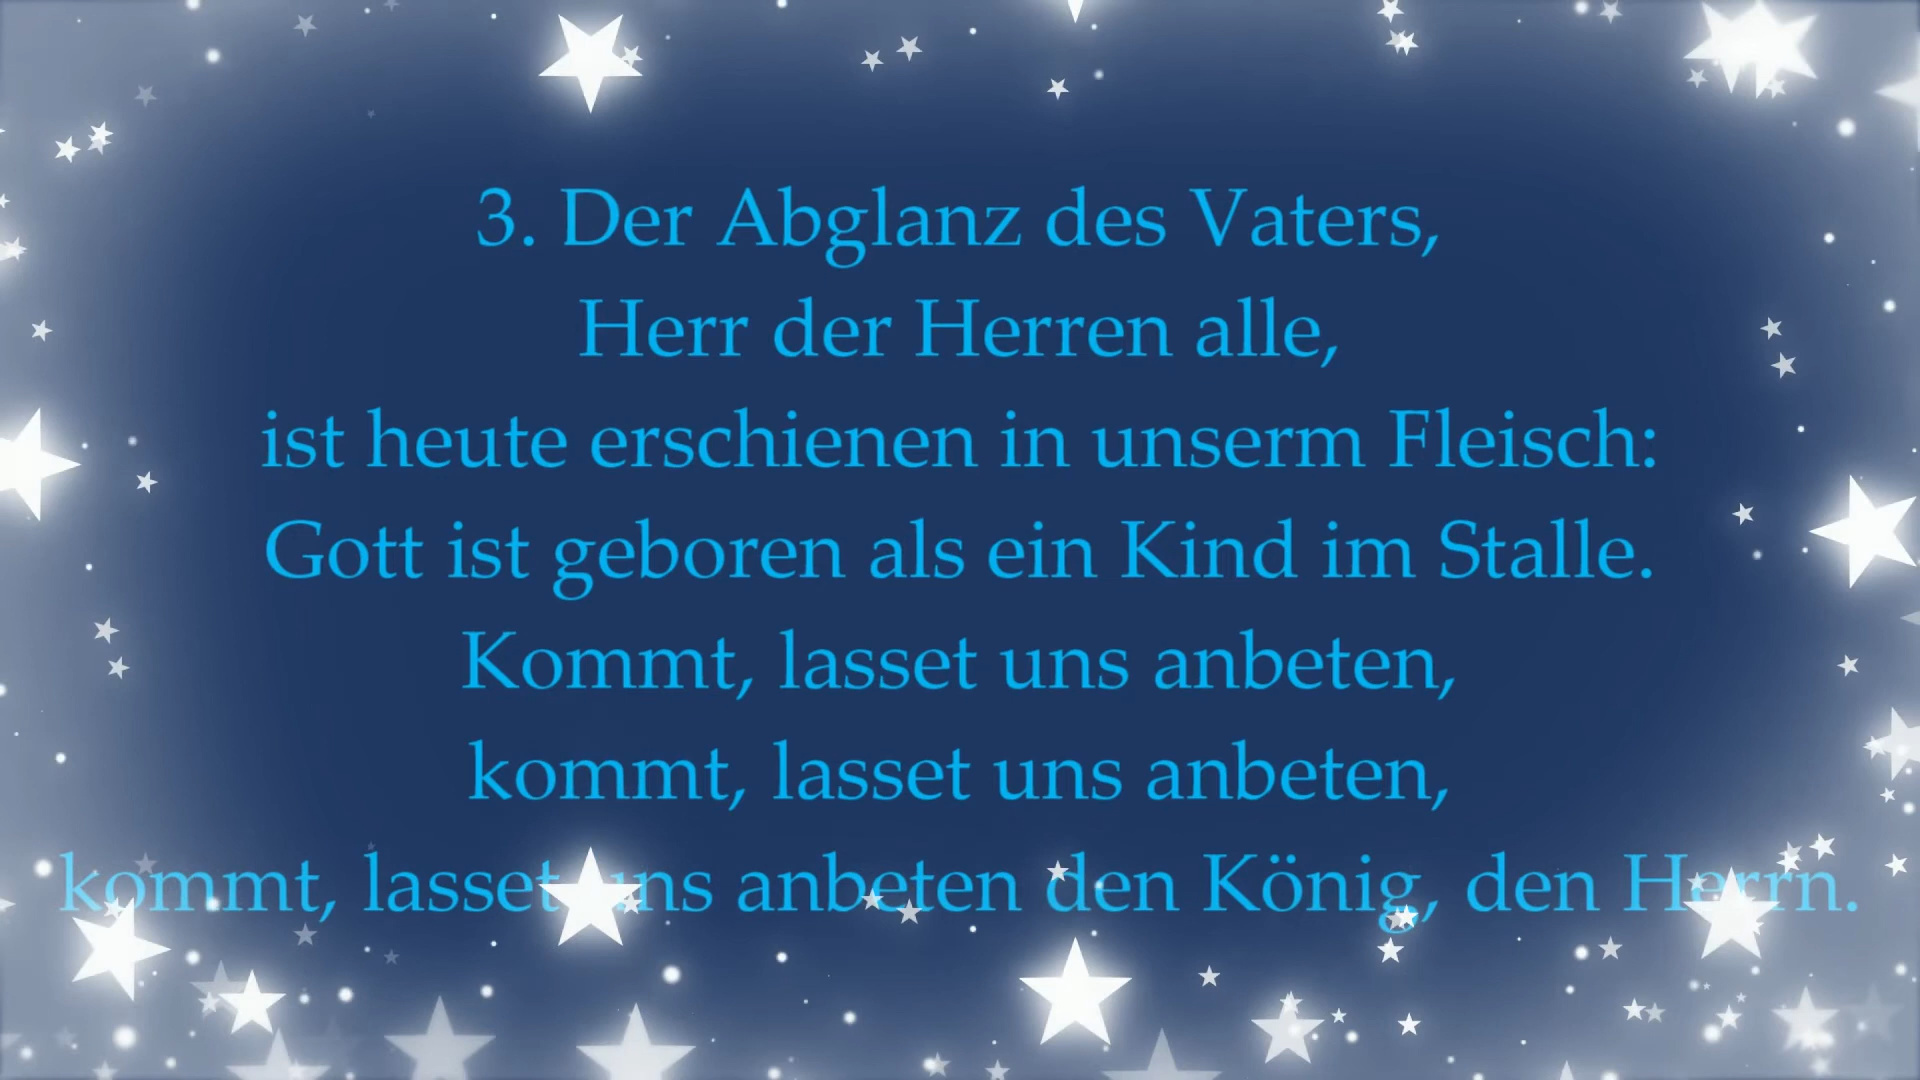 3. Der Abglanz des Vaters,
Herr der Herren alle,
ist heute erschienen in unserm Fleisch:
Gott ist geboren als ein Kind im Stalle.
Kommt, lasset uns anbeten,
kommt, lasset uns anbeten,
kommt, lasset uns anbeten den König, den Herrn.